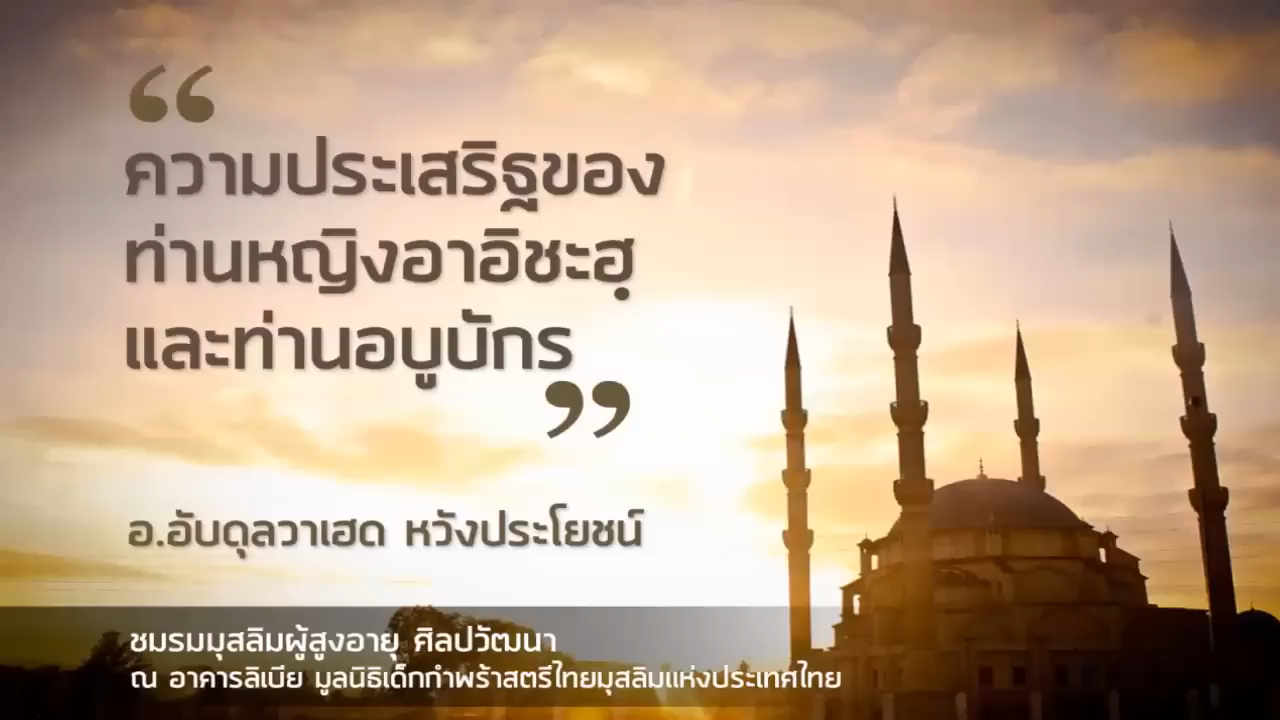 “
ความประเสริฐของ
ท่านหญิงอาอิชะฮฺ
และท่านอบูบักร
”
อ.อับดุลวาเฮด หวังประโยชน์
ชมรมมุสลิมผู้สูงอายุ ศิลปวัฒนา
ณ อาคารลิเบีย มูลนิธิเด็กกำพร้าสตรีไทยมุสลิมแห่งประเทศไทย